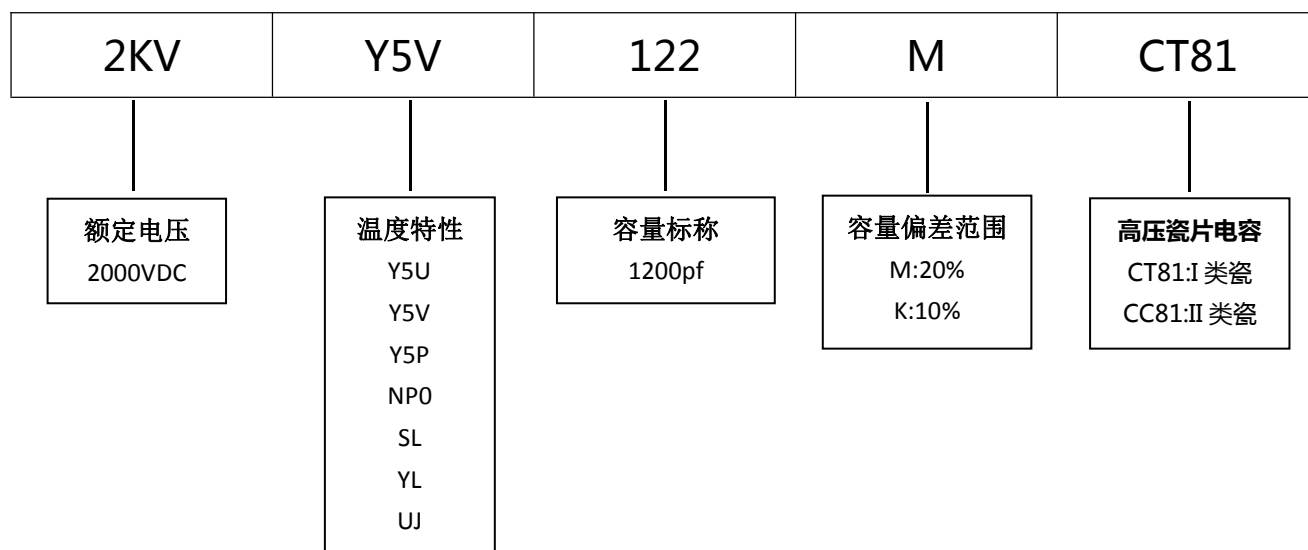 2KV
Y5V
122
M
CT81
额定电压
2000VDC
温度特性
Y5U
Y5V
Y5P
NP0
SL
YL
UJ
容量标称
1200pf
容量偏差范围
M:20%
K:10%
高压瓷片电容
CT81:I 类瓷
CC81:II 类瓷